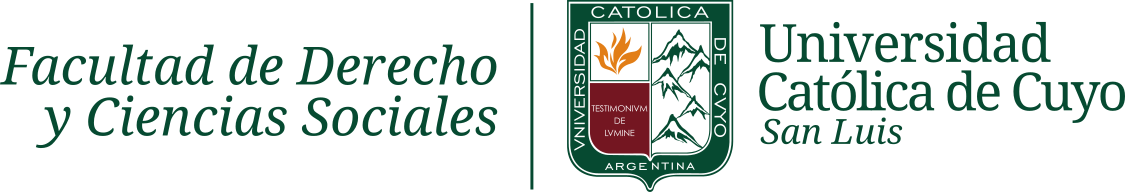 Facultad de Derecho
y Ciencias Sociales
VNIVERSIDAD
CATOLICA
DE CVYO
ARGENTINA
TESTIMONIVM
DE
LVMINE
Universidad
Católica de Cuyo
San Luis